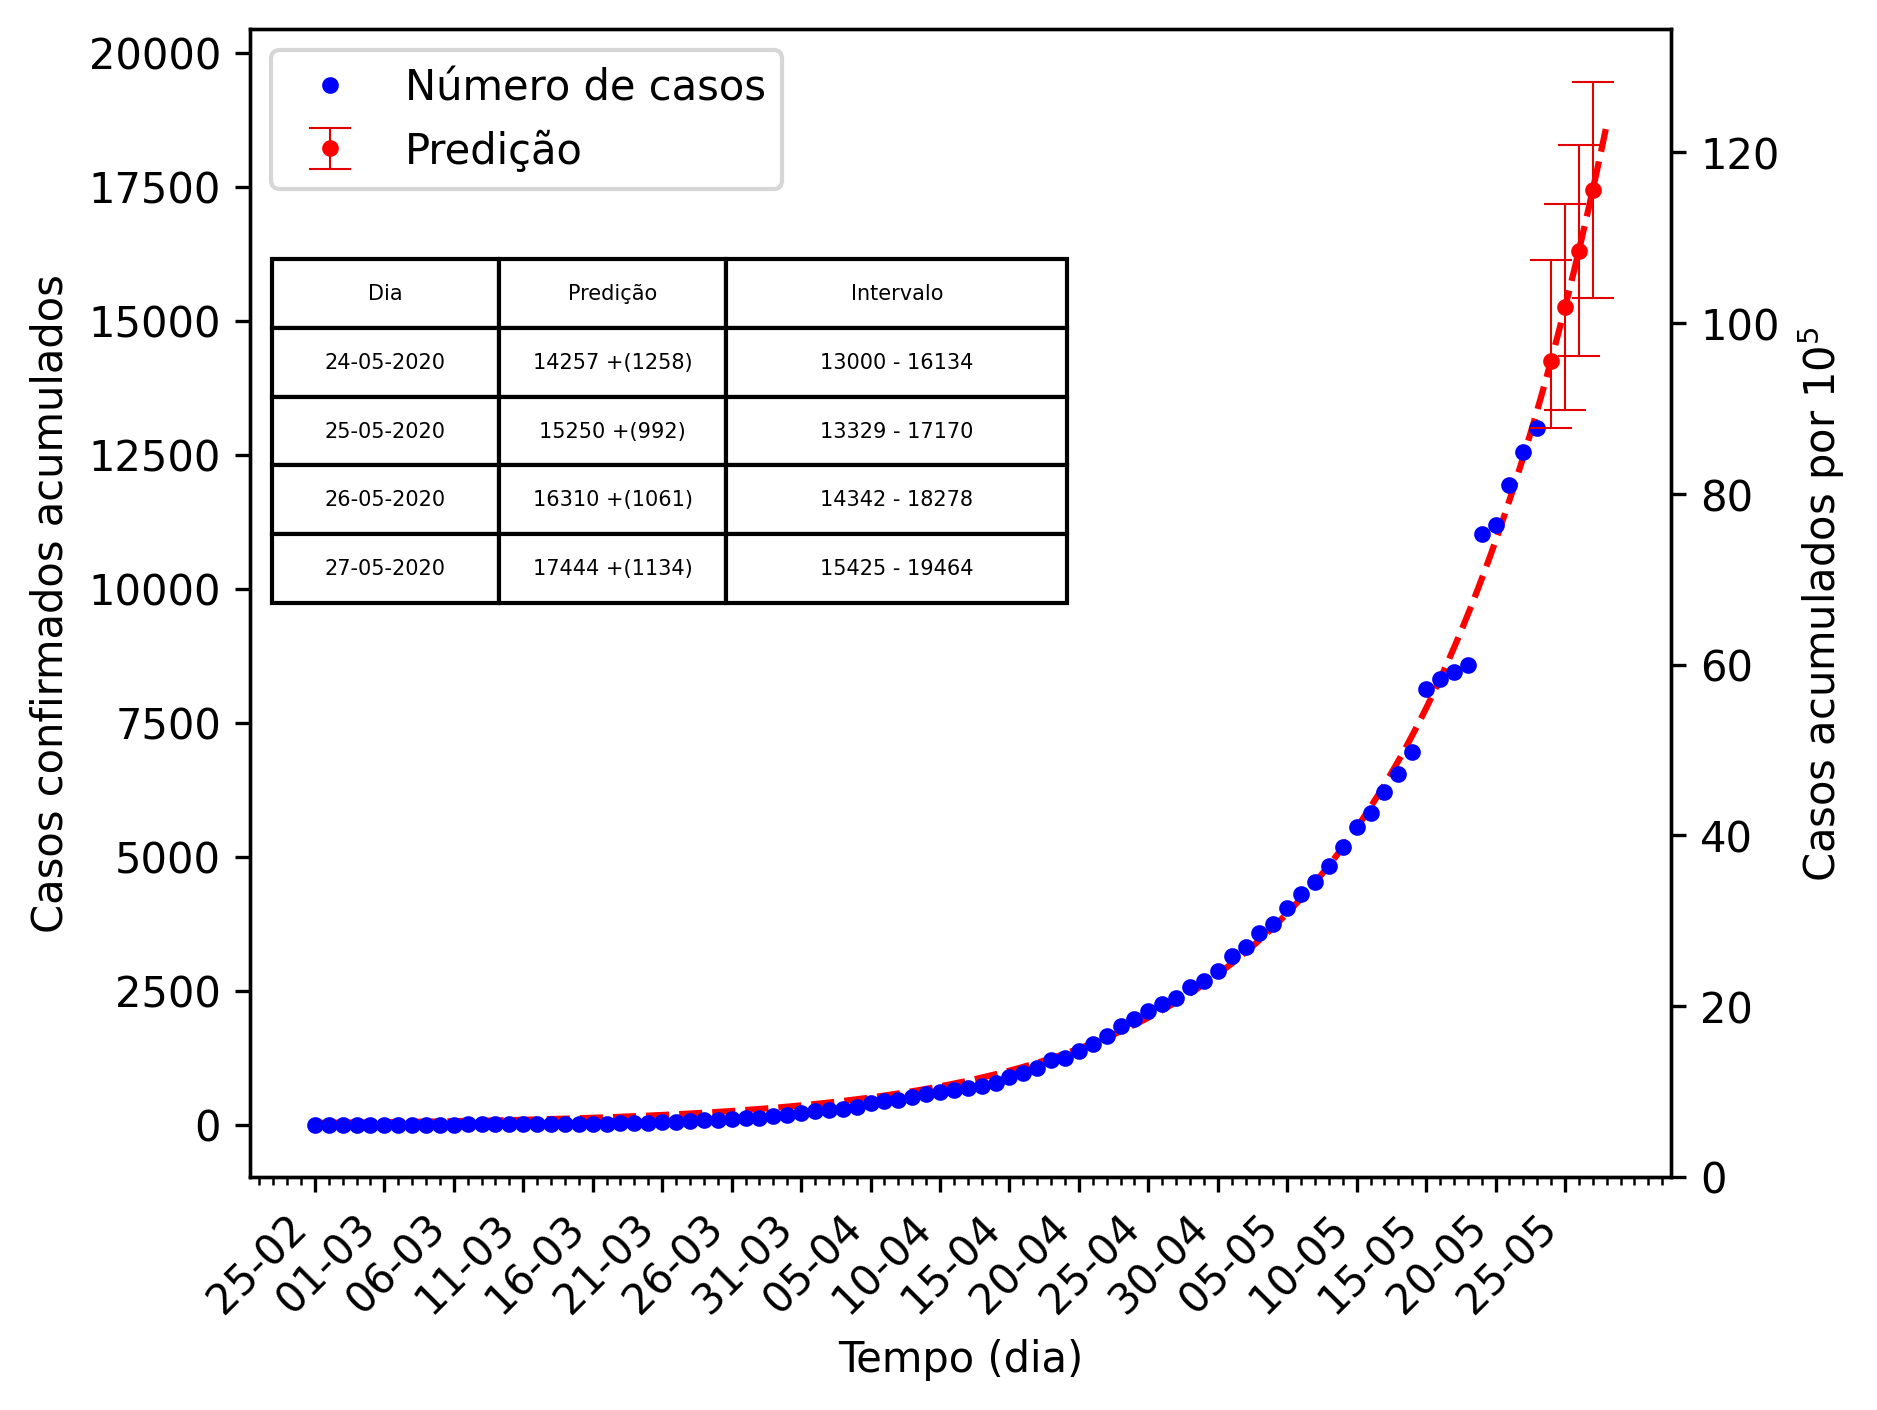 Número de casos
Predição
Dia Predição Intervalo
24-05-2020 14257 +(1258) 13000 - 16134
25-05-2020 15250 +(992) 13329 - 17170
26-05-2020 16310 +(1061) 14342 - 18278
27-05-2020 17444 +(1134) 15425 - 19464
Casos confirmados acumulados
20000
17500
15000
12500
10000
7500
5000
2500
0
120
100
80
60
40
20
0
Casos acumulados por 10⁵
25-02 01-03 06-03 11-03 16-03 21-03 26-03 31-03 05-04 10-04 15-04 20-04 25-04 30-04 05-05 10-05 15-05 20-05 25-05
Tempo (dia)